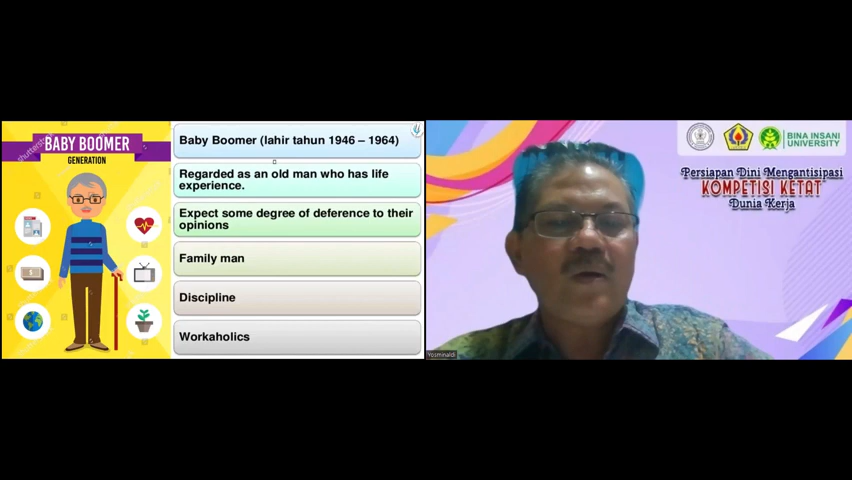 BABY BOOMER
GENERATION
Baby Boomer (lahir tahun 1946 – 1964)
Regarded as an old man who has life
experience.
Expect some degree of deference to their
opinions
Family man
Discipline
Workaholics
BINA INSANI
UNIVERSITY
Persiapan Dini Mengantisipasi
KOMPETISI KETAT
Dunia Kerja
Yozminaldi